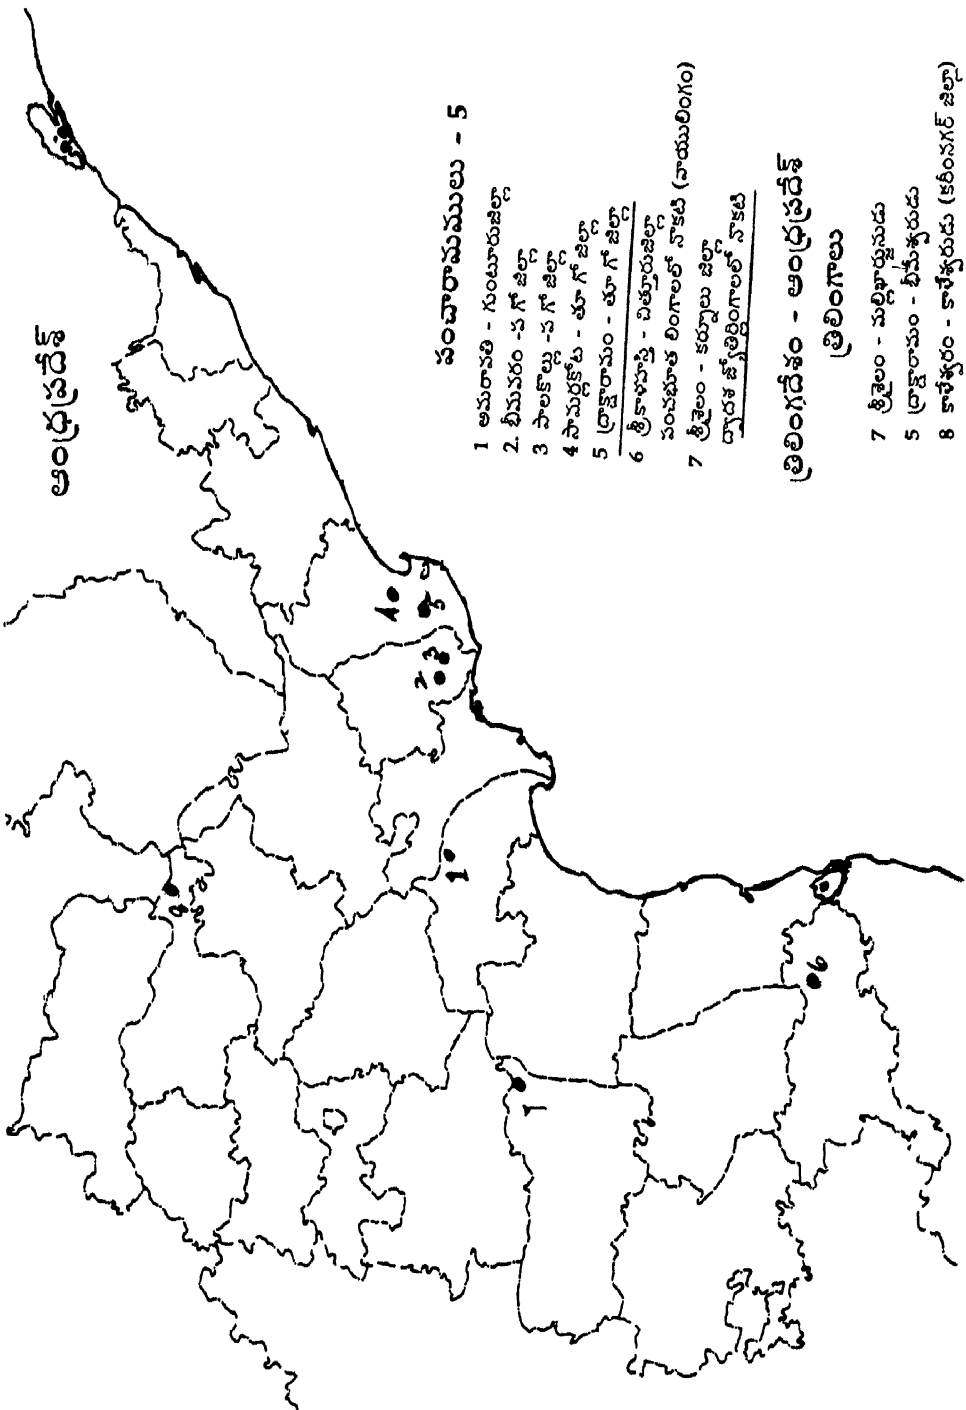 ఆంధ్రప్రదేశ్
పంచారామములు - 5
1 అమరావతి - గుంటూరుజిల్లా
2. భీమవరం - ప గో జిల్లా
3 పాలకొల్లు - ప గో జిల్లా
4 సామర్లకోట - తూ గో జిల్లా
5 ద్రాక్షారామం - తూ గో జిల్లా
6 శ్రీకాళహస్తి - చిత్తూరుజిల్లా
పంచభూత లింగాలలో నొకటి (వాయులింగం)
7 శ్రీశైలం - కర్నూలు జిల్లా
ద్వాదశ జ్యోతిర్లింగాలలో నొకటి
త్రిలింగదేశం - ఆంధ్రప్రదేశ్
త్రిలింగాలు
7 శ్రీశైలం - మల్లిఖార్జునుడు
5 ద్రాక్షారామం - భీమేశ్వరుడు
8 కాళేశ్వరం - కాళేశ్వరుడు (కరీంనగర్ జిల్లా)
4
5
2 3
1
7
6